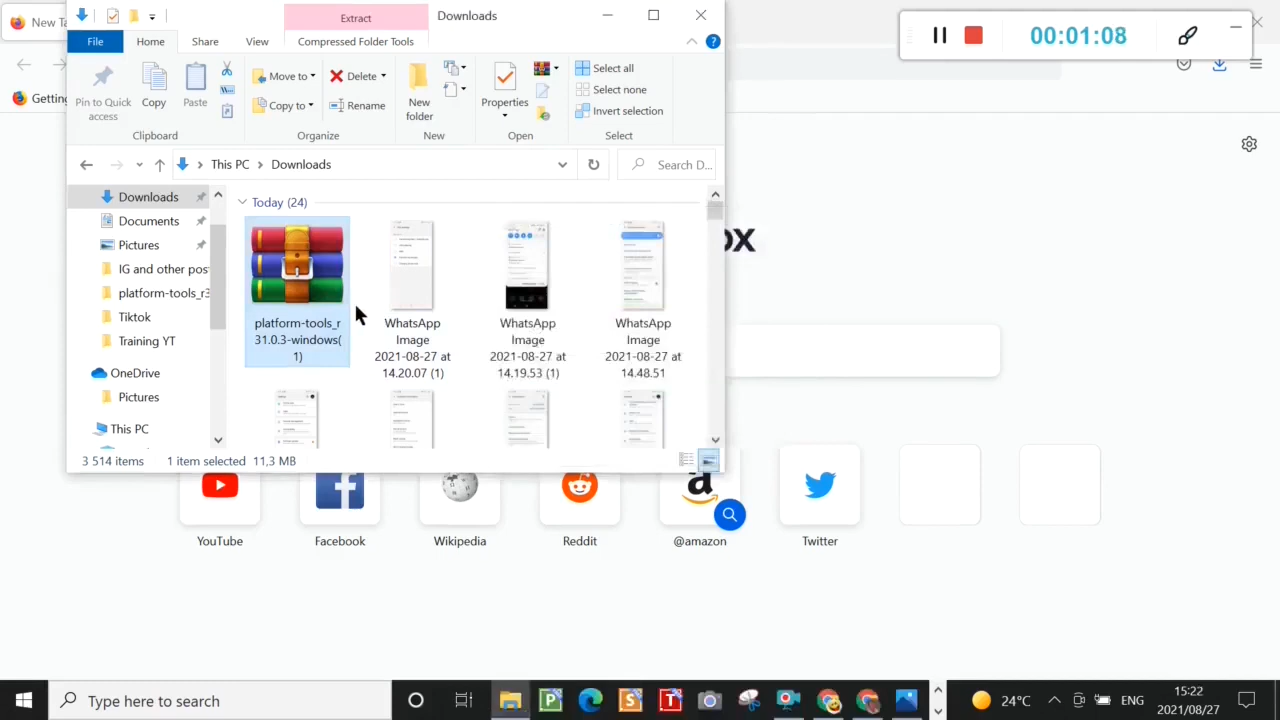 New Ta
Extract
Downloads
00:01:08
File
Home
Share
View
Compressed Folder Tools
Getting
Pin to Quick
access
Copy
Paste
Move to
Copy to
Delete
Rename
New
folder
Properties
Select all
Select none
Invert selection
Clipboard
Organize
New
Open
Select
This PC
Downloads
Search D...
Downloads
Documents
Pictures
IG and other pos
platform-tools_r3
Tiktok
Training YT
OneDrive
Pictures
This PC
Today (24)
platform-tools_r
31.0.3-windows(
1)
WhatsApp
Image
2021-08-27 at
14.20.07 (1)
WhatsApp
Image
2021-08-27 at
14.19.53 (1)
WhatsApp
Image
2021-08-27 at
14.48.51
3 514 items
1 item selected
11,3 MB
ox
YouTube
Facebook
Wikipedia
Reddit
@amazon
Twitter
Type here to search
24°C
ENG
15:22
2021/08/27